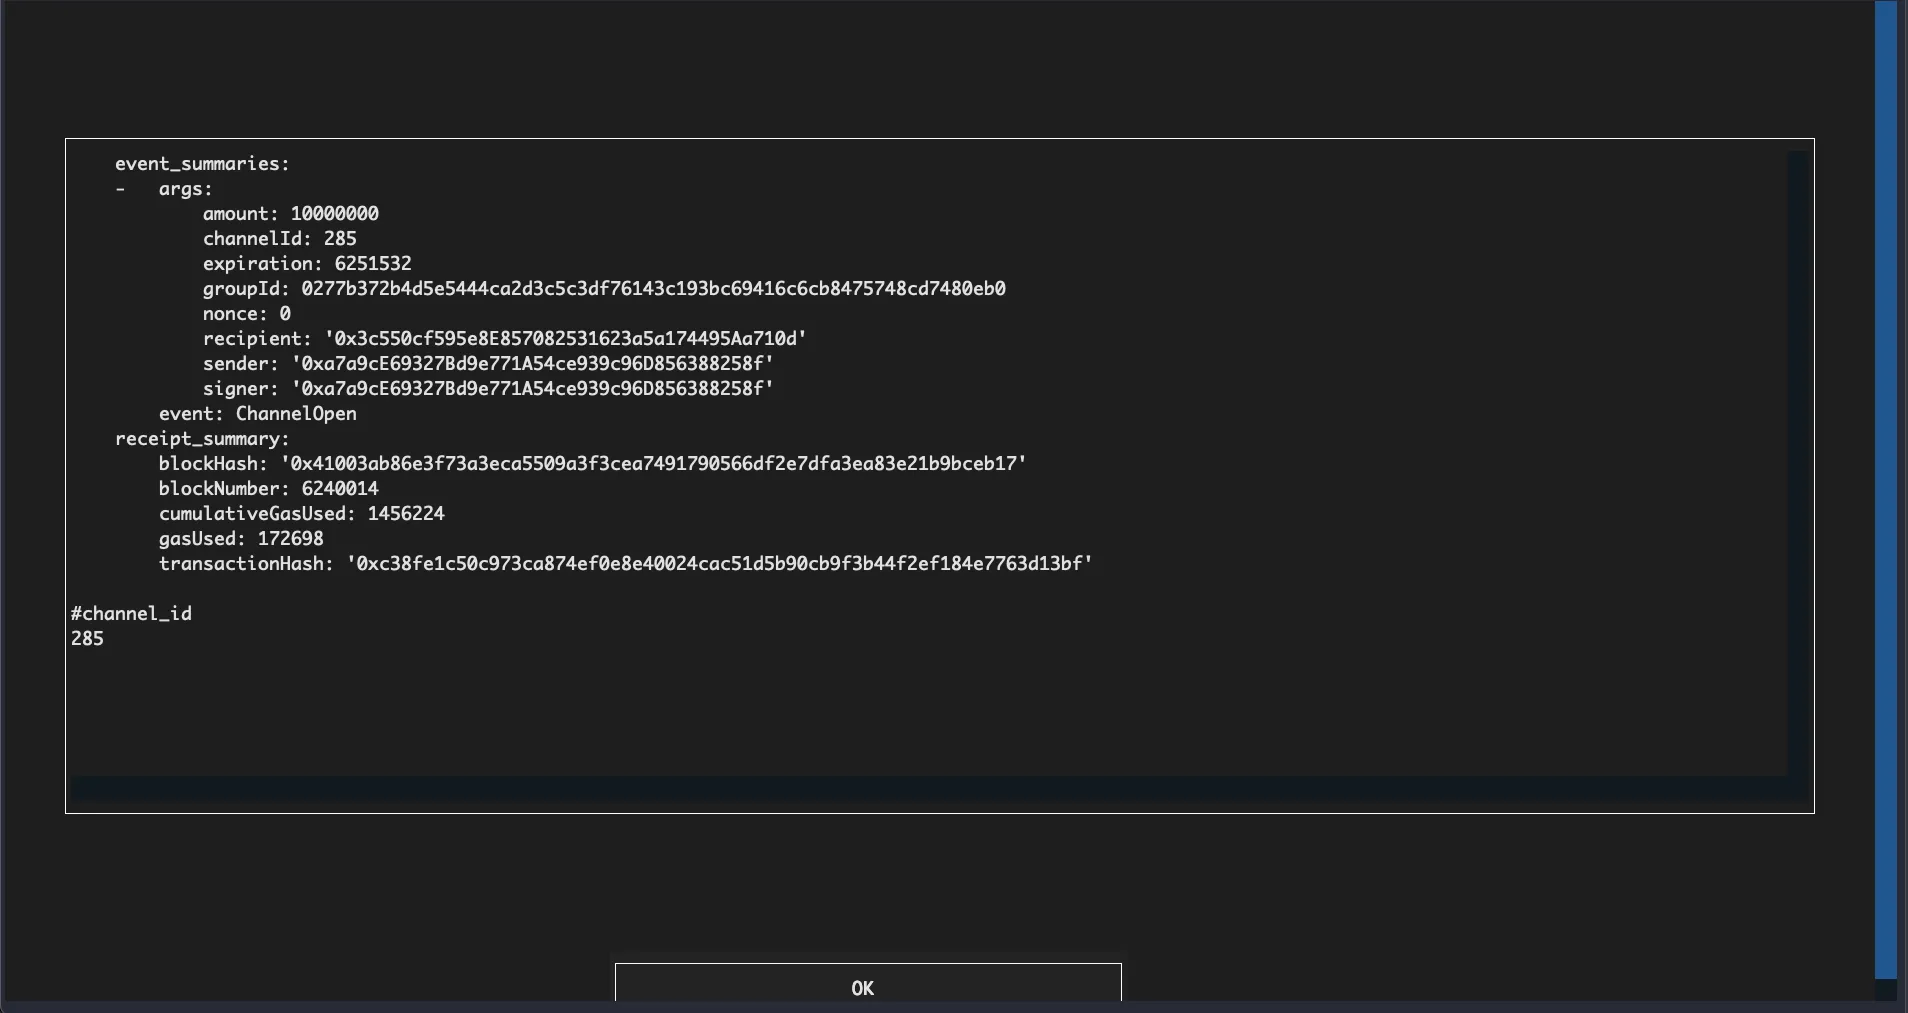 event_summaries:
-   args:
amount: 10000000
channelId: 285
expiration: 6251532
groupId: 0277b372b4d5e5444ca2d3c5c3df76143c193bc69416c6cb8475748cd7480eb0
nonce: 0
recipient: '0x3c550cf595e8E857082531623a5a174495Aa710d'
sender: '0xa7a9cE69327Bd9e771A54ce939c96D856388258f'
signer: '0xa7a9cE69327Bd9e771A54ce939c96D856388258f'
event: ChannelOpen
receipt_summary:
blockHash: '0x41003ab86e3f73a3eca5509a3f3cea7491790566df2e7dfa3ea83e21b9bceb17'
blockNumber: 6240014
cumulativeGasUsed: 1456224
gasUsed: 172698
transactionHash: '0xc38fe1c50c973ca874ef0e8e40024cac51d5b90cb9f3b44f2ef184e7763d13bf'
#channel_id
285
OK